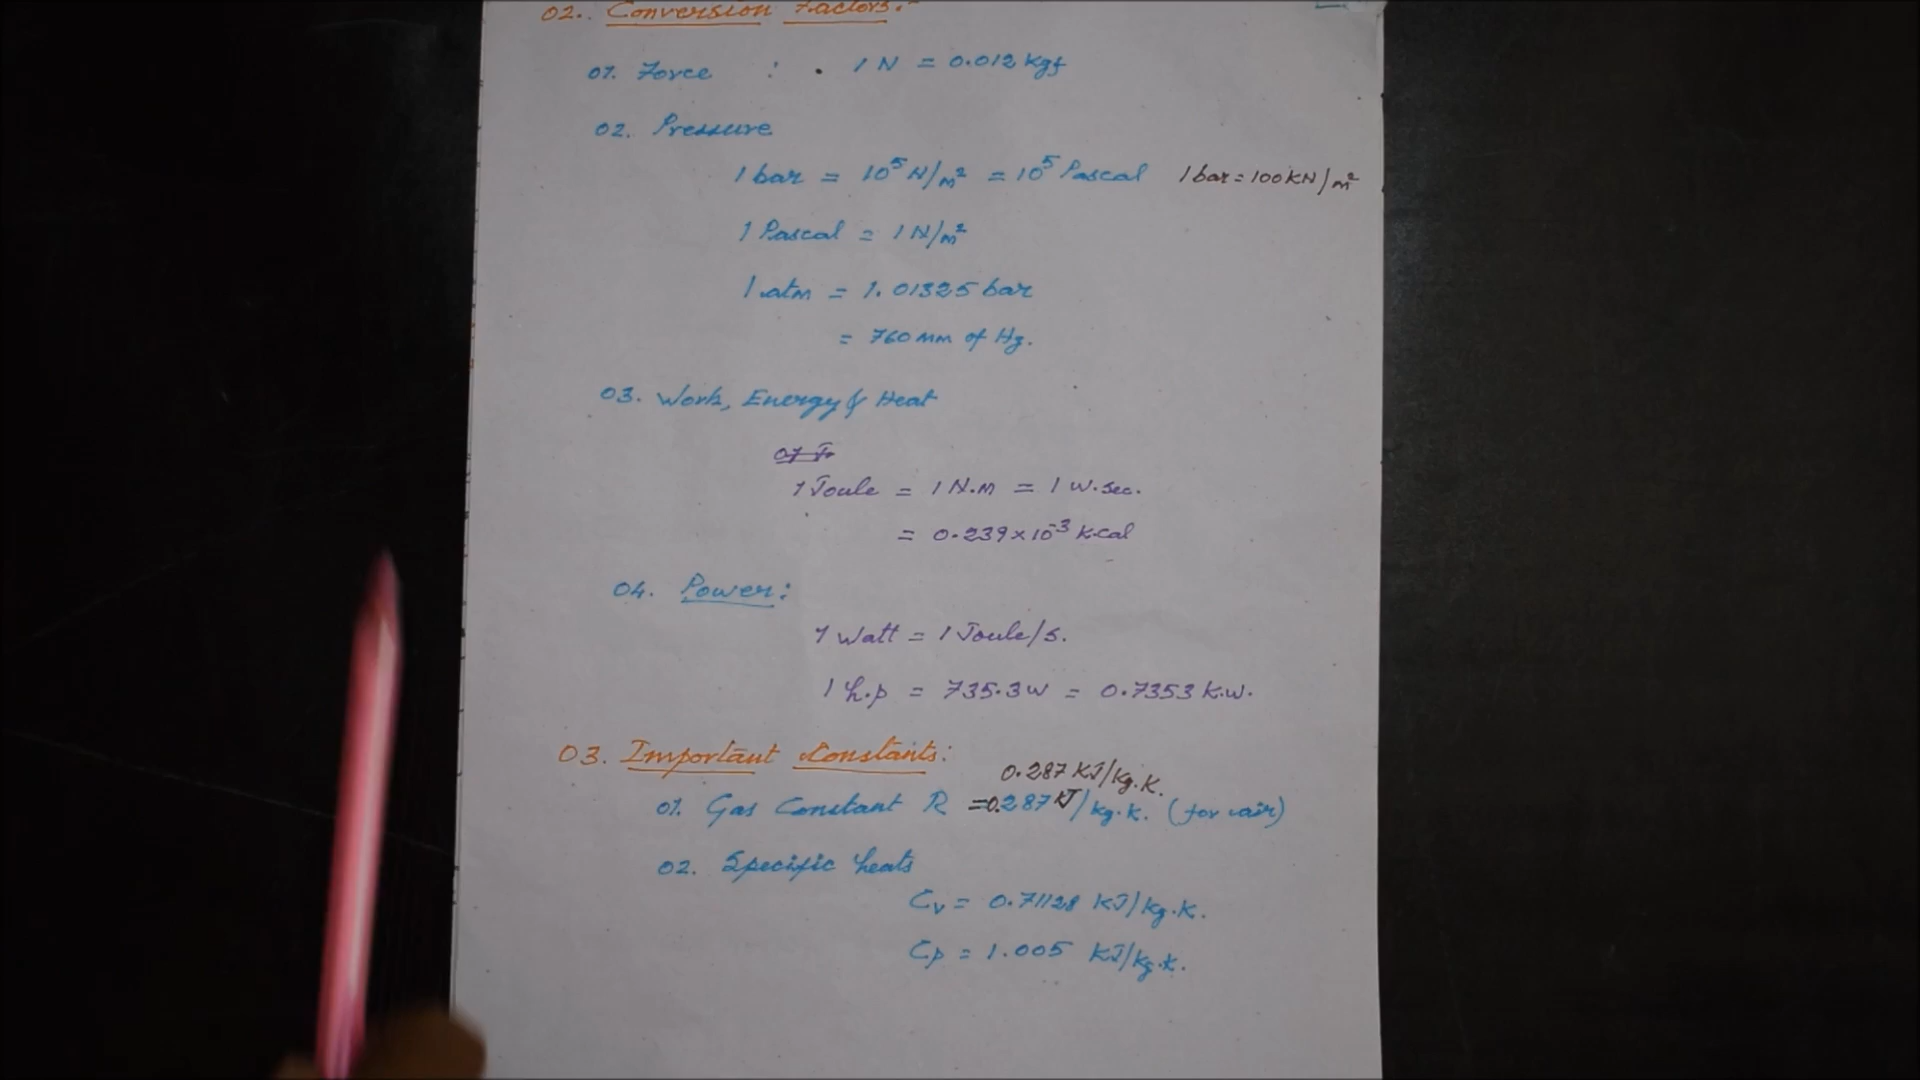 02. Conversion Factors:
01. Force : . 1 N = 0.012 kgf
02. Pressure
1 bar = 10⁵ N/m² = 10⁵ Pascal 1 bar = 100 KN/m²
1 Pascal = 1 N/m²
1 atm = 1.01325 bar
= 760 mm of Hg.
03. Work, Energy & Heat
1 Joule = 1 N.m = 1 W.sec.
= 0.239 x 10⁻³ k.cal
04. Power:
1 Watt = 1 Joule/s.
1 h.p = 735.3 W = 0.7353 K.W.
03. Important Constants:
0.287 KJ/kg.K.
01. Gas Constant R = 0.287 KJ/kg.K. (for air)
02. Specific heats
Cv = 0.71128 KJ/kg.K.
Cp = 1.005 KJ/kg.K.